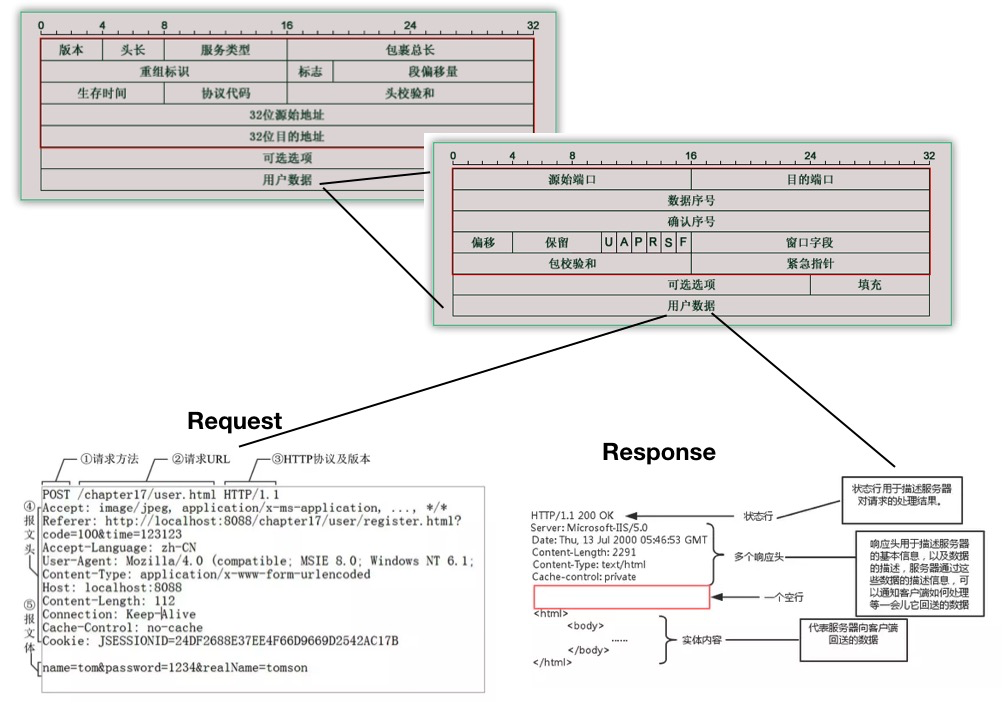 0 4 8 16 24 32
版本 头长 服务类型 包裹总长
重组标识 标志 段偏移量
生存时间 协议代码 头校验和
32位源始地址
32位目的地址
可选选项
用户数据
0 4 8 16 24 32
源始端口 目的端口
数据序号
确认序号
偏移 保留 U A P R S F 窗口字段
包校验和 紧急指针
可选选项 填充
用户数据
Request
①请求方法 ②请求URL ③HTTP协议及版本
POST /chapter17/user.html HTTP/1.1
④报文头
Accept: image/jpeg, application/x-ms-application, ..., */*
Referer: http://localhost:8088/chapter17/user/register.html?
code=100&time=123123
Accept-Language: zh-CN
User-Agent: Mozilla/4.0 (compatible; MSIE 8.0; Windows NT 6.1;
Content-Type: application/x-www-form-urlencoded
Host: localhost:8088
Content-Length: 112
Connection: Keep-Alive
Cache-Control: no-cache
Cookie: JSESSIONID=24DF2688E37EE4F66D9669D2542AC17B
⑤报文体
name=tom&password=1234&realName=tomson
Response
状态行用于描述服务器
对请求的处理结果。
HTTP/1.1 200 OK
状态行
Server: Microsoft-IIS/5.0
Date: Thu, 13 Jul 2000 05:46:53 GMT
Content-Length: 2291
Content-Type: text/html
Cache-control: private
多个响应头
响应头用于描述服务器
的基本信息，以及数据
的描述，服务器通过这
些数据的描述信息，可
以通知客户端如何处理
等一会儿它回送的数据
一个空行
<html>
<body>
......
</body>
</html>
实体内容
代表服务器向客户端
回送的数据